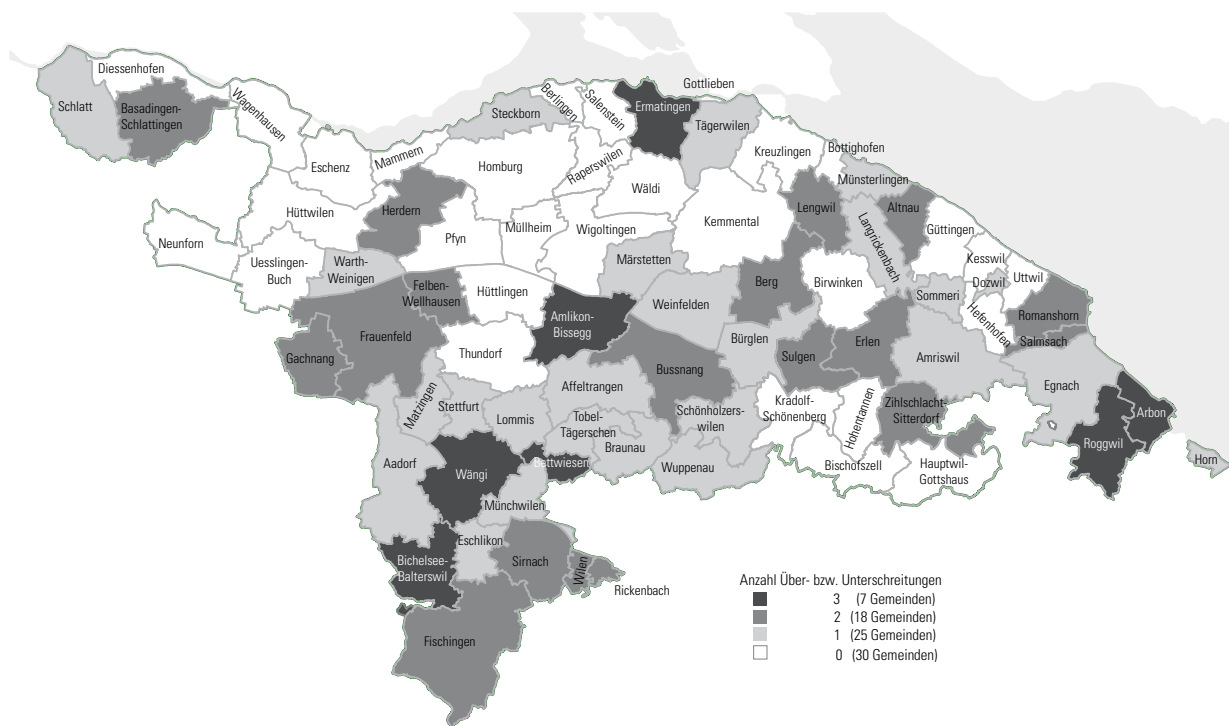 Gottlieben
Diessenhofen
Schlatt
Basadingen-
Schlattingen
Wagenhausen
Steckborn
Berlingen
Salenstein
Ermatingen
Tägerwilen
Kreuzlingen
Bottighofen
Eschenz
Mammern
Homburg
Raperswilen
Wäldi
Münsterlingen
Hüttwilen
Herdern
Lengwil
Altnau
Neunforn
Pfyn
Müllheim
Wigoltingen
Kemmental
Langrickenbach
Güttingen
Uesslingen-
Buch
Warth-
Weiningen
Märstetten
Kesswil
Felben-
Wellhausen
Hüttlingen
Berg
Birwinken
Dozwil
Uttwil
Amlikon-
Bissegg
Weinfelden
Sommeri
Hefenhofen
Romanshorn
Gachnang
Frauenfeld
Thundorf
Bürglen
Sulgen
Erlen
Amriswil
Salmsach
Bussnang
Egnach
Matzingen
Stettfurt
Affeltrangen
Kradolf-
Schönenberg
Hohentannen
Zihlschlacht-
Sitterdorf
Arbon
Lommis
Tobel-
Tägerschen
Schönholzers-
wilen
Roggwil
Aadorf
Braunau
Wängi
Bettwiesen
Wuppenau
Bischofszell
Hauptwil-
Gottshaus
Horn
Münchwilen
Eschlikon
Bichelsee-
Balterswil
Sirnach
Wilen
Rickenbach
Fischingen
Anzahl Über- bzw. Unterschreitungen
3 (7 Gemeinden)
2 (18 Gemeinden)
1 (25 Gemeinden)
0 (30 Gemeinden)